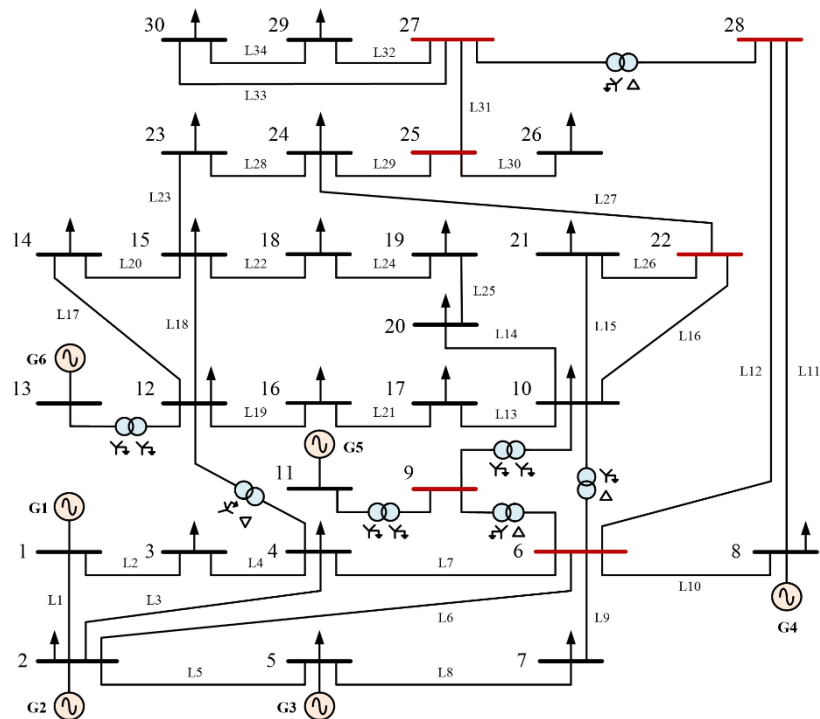 30 L34 29 L32 27 28
L33
L31
23 24 25 26
L28 L29 L30
L23 L27
14 15 18 19 21 22
L20 L22 L24 L26
L17 L18 L25 L15 L16 L12 L11
20 L14
G6
13 12 16 17 10
L19 L21 L13
G5
11 9
G1
1 3 4 6 8
L2 L4 L7 L10
L1 L3 L6 L9 G4
2 5 7
L5 L8
G2 G3